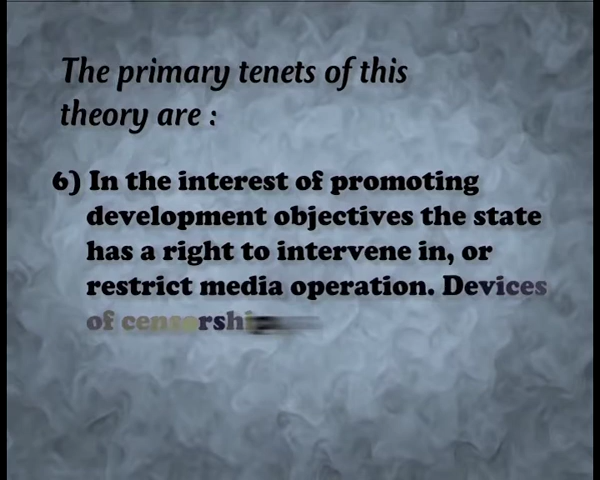 The primary tenets of this
theory are :
6) In the interest of promoting
development objectives the state
has a right to intervene in, or
restrict media operation. Devices
of